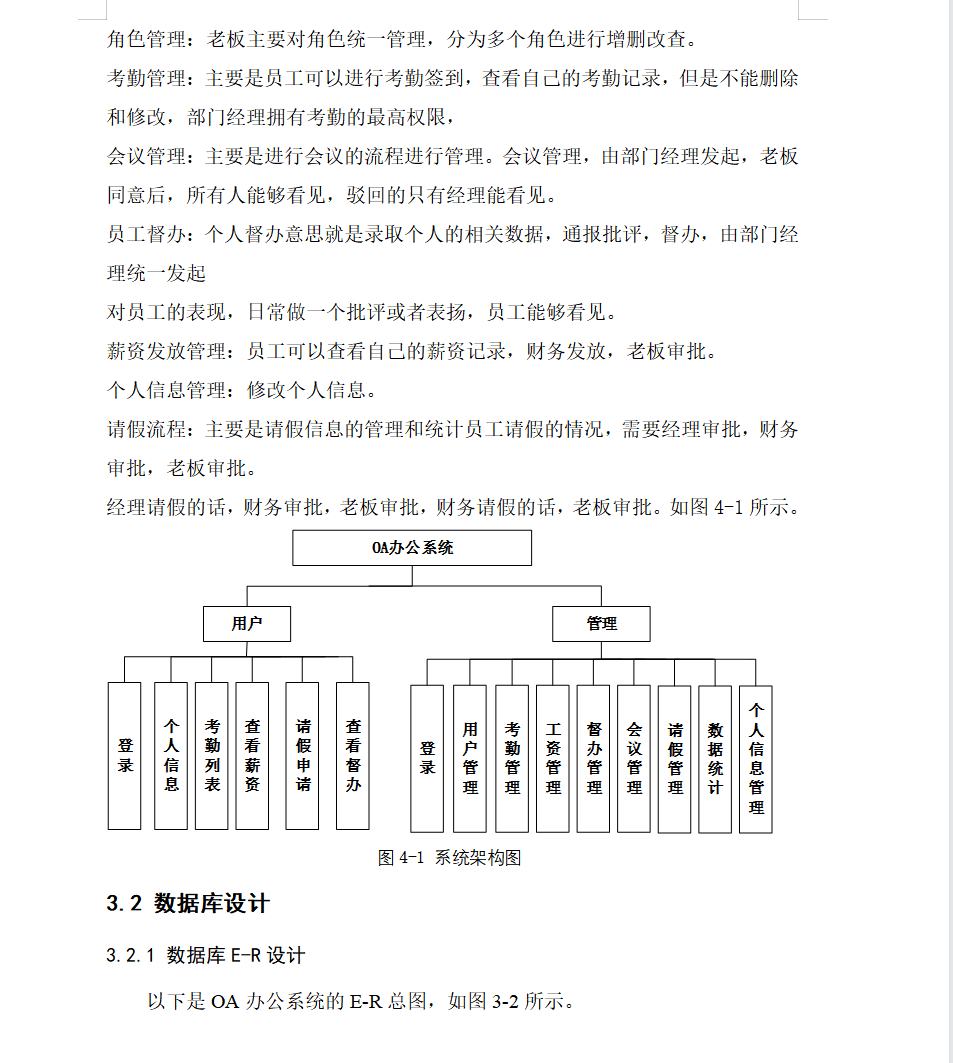 角色管理：老板主要对角色统一管理，分为多个角色进行增删改查。
考勤管理：主要是员工可以进行考勤签到，查看自己的考勤记录，但是不能删除
和修改，部门经理拥有考勤的最高权限，
会议管理：主要是进行会议的流程进行管理。会议管理，由部门经理发起，老板
同意后，所有人能够看见，驳回的只有经理能看见。
员工督办：个人督办意思就是录取个人的相关数据，通报批评，督办，由部门经
理统一发起
对员工的表现，日常做一个批评或者表扬，员工能够看见。
薪资发放管理：员工可以查看自己的薪资记录，财务发放，老板审批。
个人信息管理：修改个人信息。
请假流程：主要是请假信息的管理和统计员工请假的情况，需要经理审批，财务
审批，老板审批。
经理请假的话，财务审批，老板审批，财务请假的话，老板审批。如图 4-1 所示。
OA办公系统
用户
管理
登录
个人信息
考勤列表
查看薪资
请假申请
查看督办
登录
用户管理
考勤管理
工资管理
督办管理
会议管理
请假管理
数据统计
个人信息管理
图 4-1 系统架构图
3.2 数据库设计
3.2.1 数据库 E-R 设计
以下是 OA 办公系统的 E-R 总图，如图 3-2 所示。